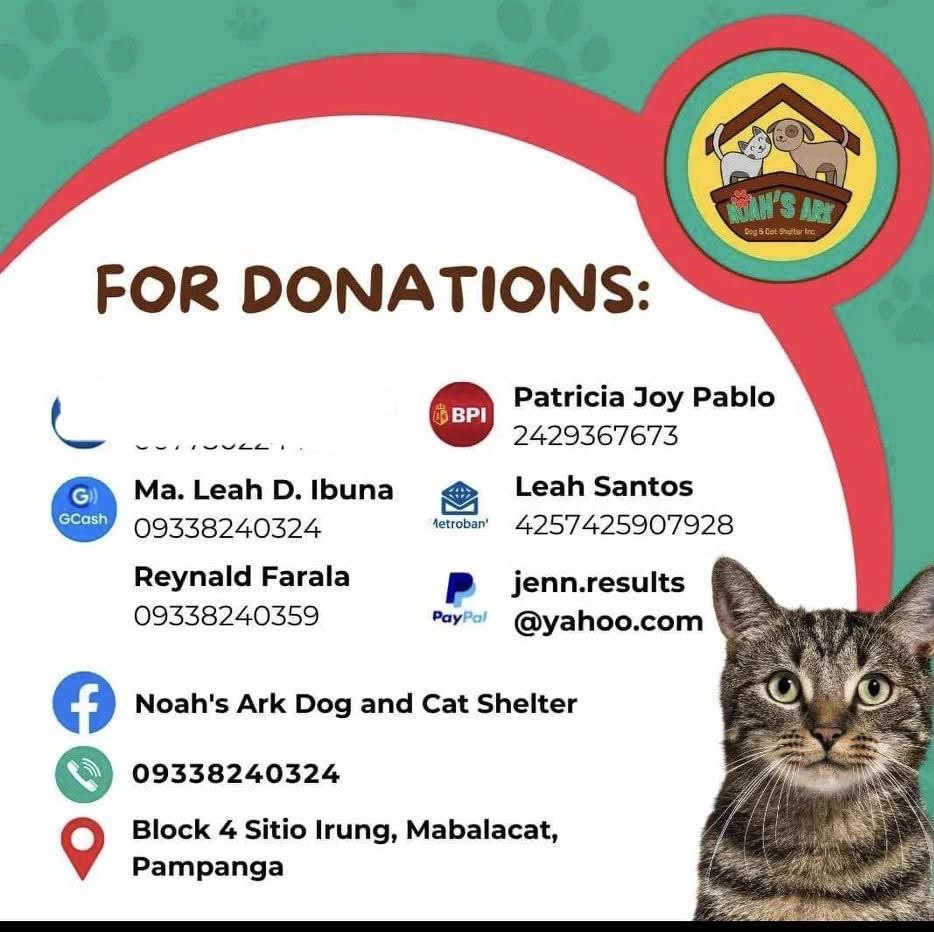 NOAH'S ARK
Dog & Cat Shelter Inc.
FOR DONATIONS:
GCash
Ma. Leah D. Ibuna
09338240324
Reynald Farala
09338240359
BPI
Patricia Joy Pablo
2429367673
Metrobank
Leah Santos
4257425907928
PayPal
jenn.results
@yahoo.com
Noah's Ark Dog and Cat Shelter
09338240324
Block 4 Sitio Irung, Mabalacat,
Pampanga